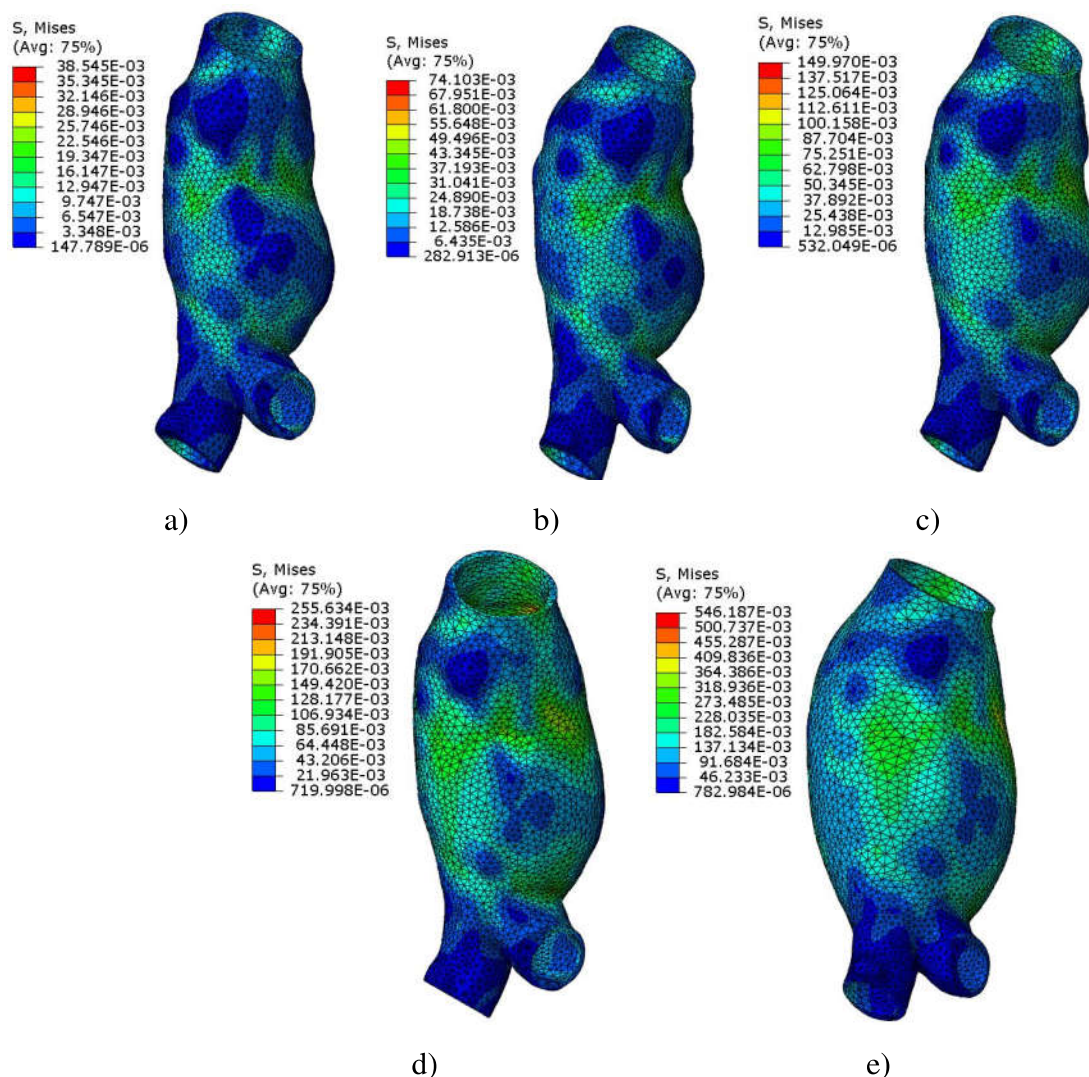 S, Mises
(Avg: 75%)
38.545E-03
35.345E-03
32.146E-03
28.946E-03
25.746E-03
22.546E-03
19.347E-03
16.147E-03
12.947E-03
9.747E-03
6.547E-03
3.348E-03
147.789E-06
S, Mises
(Avg: 75%)
74.103E-03
67.951E-03
61.800E-03
55.648E-03
49.496E-03
43.345E-03
37.193E-03
31.041E-03
24.890E-03
18.738E-03
12.586E-03
6.435E-03
282.913E-06
S, Mises
(Avg: 75%)
149.970E-03
137.517E-03
125.064E-03
112.611E-03
100.158E-03
87.704E-03
75.251E-03
62.798E-03
50.345E-03
37.892E-03
25.438E-03
12.985E-03
532.049E-06
a)
b)
c)
S, Mises
(Avg: 75%)
255.634E-03
234.391E-03
213.148E-03
191.905E-03
170.662E-03
149.420E-03
128.177E-03
106.934E-03
85.691E-03
64.448E-03
43.206E-03
21.963E-03
719.998E-06
S, Mises
(Avg: 75%)
546.187E-03
500.737E-03
455.287E-03
409.836E-03
364.386E-03
318.936E-03
273.485E-03
228.035E-03
182.584E-03
137.134E-03
91.684E-03
46.233E-03
782.984E-06
d)
e)